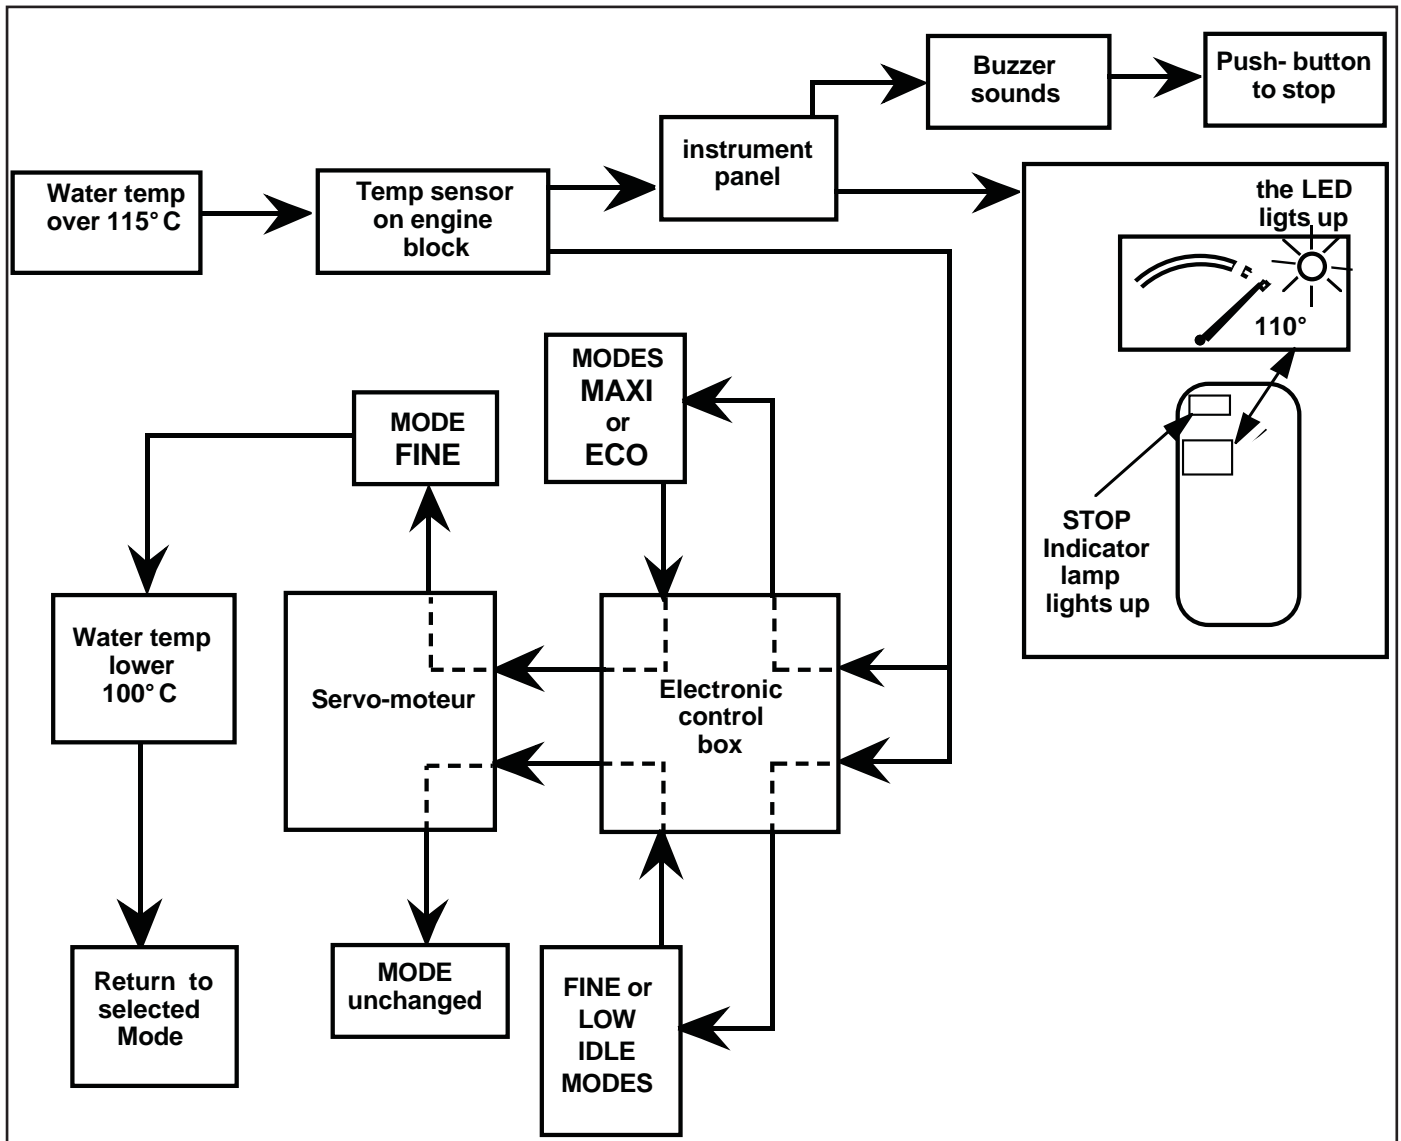 Buzzer
sounds
Push- button
to stop
instrument
panel
Water temp
over 115° C
Temp sensor
on engine
block
the LED
ligts up
110°
STOP
Indicator
lamp
lights up
MODES
MAXI
or
ECO
MODE
FINE
Water temp
lower
100° C
Servo-moteur
Electronic
control
box
Return to
selected
Mode
MODE
unchanged
FINE or
LOW
IDLE
MODES